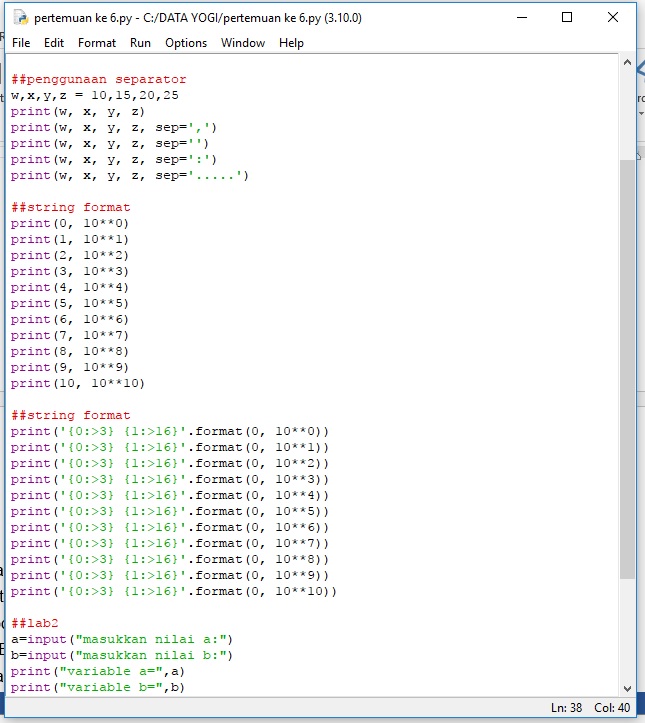 pertemuan ke 6.py - C:/DATA YOGI/pertemuan ke 6.py (3.10.0)
File Edit Format Run Options Window Help
##penggunaan separator
w,x,y,z = 10,15,20,25
print(w, x, y, z)
print(w, x, y, z, sep=',')
print(w, x, y, z, sep='')
print(w, x, y, z, sep=':')
print(w, x, y, z, sep='.....')
##string format
print(0, 10**0)
print(1, 10**1)
print(2, 10**2)
print(3, 10**3)
print(4, 10**4)
print(5, 10**5)
print(6, 10**6)
print(7, 10**7)
print(8, 10**8)
print(9, 10**9)
print(10, 10**10)
##string format
print('{0:>3} {1:>16}'.format(0, 10**0))
print('{0:>3} {1:>16}'.format(0, 10**1))
print('{0:>3} {1:>16}'.format(0, 10**2))
print('{0:>3} {1:>16}'.format(0, 10**3))
print('{0:>3} {1:>16}'.format(0, 10**4))
print('{0:>3} {1:>16}'.format(0, 10**5))
print('{0:>3} {1:>16}'.format(0, 10**6))
print('{0:>3} {1:>16}'.format(0, 10**7))
print('{0:>3} {1:>16}'.format(0, 10**8))
print('{0:>3} {1:>16}'.format(0, 10**9))
print('{0:>3} {1:>16}'.format(0, 10**10))
##lab2
a=input("masukkan nilai a:")
b=input("masukkan nilai b:")
print("variable a=",a)
print("variable b=",b)
Ln: 38 Col: 40